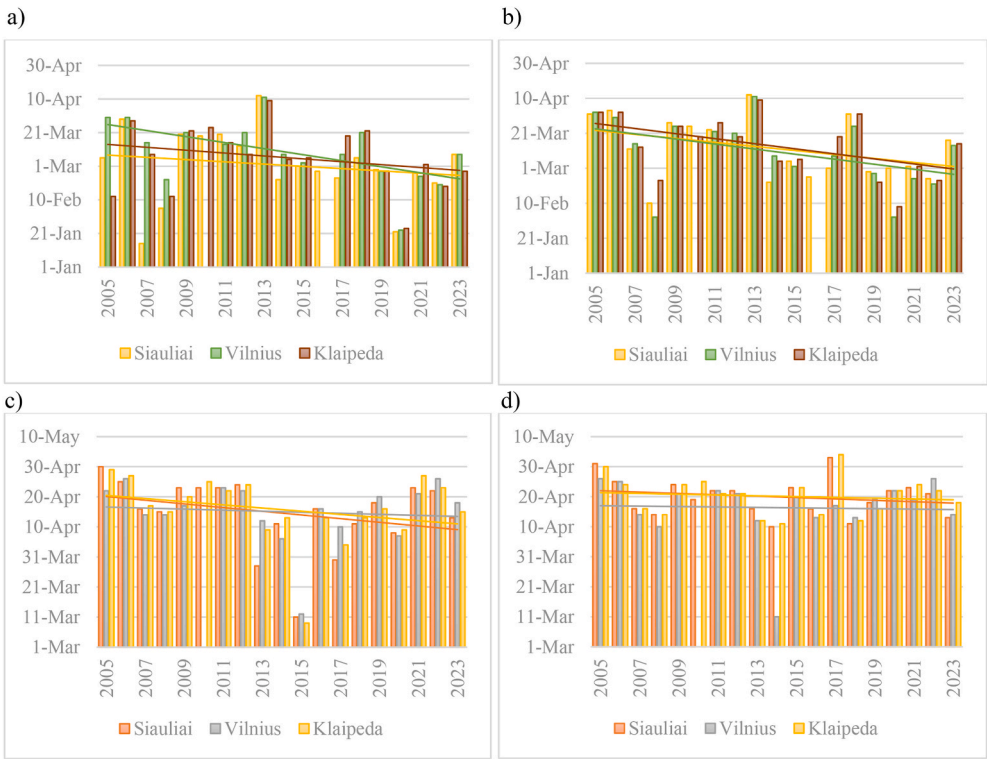 a)
30-Apr
10-Apr
21-Mar
1-Mar
10-Feb
21-Jan
1-Jan
2005
2007
2009
2011
2013
2015
2017
2019
2021
2023
Siauliai Vilnius Klaipeda
b)
30-Apr
10-Apr
21-Mar
1-Mar
10-Feb
21-Jan
1-Jan
2005
2007
2009
2011
2013
2015
2017
2019
2021
2023
Siauliai Vilnius Klaipeda
c)
10-May
30-Apr
20-Apr
10-Apr
31-Mar
21-Mar
11-Mar
1-Mar
2005
2007
2009
2011
2013
2015
2017
2019
2021
2023
Siauliai Vilnius Klaipeda
d)
10-May
30-Apr
20-Apr
10-Apr
31-Mar
21-Mar
11-Mar
1-Mar
2005
2007
2009
2011
2013
2015
2017
2019
2021
2023
Siauliai Vilnius Klaipeda